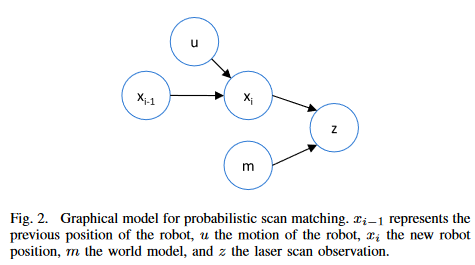 u
x_{i-1}
x_i
z
m
Fig. 2. Graphical model for probabilistic scan matching. x_{i−1} represents the
previous position of the robot, u the motion of the robot, x_i the new robot
position, m the world model, and z the laser scan observation.